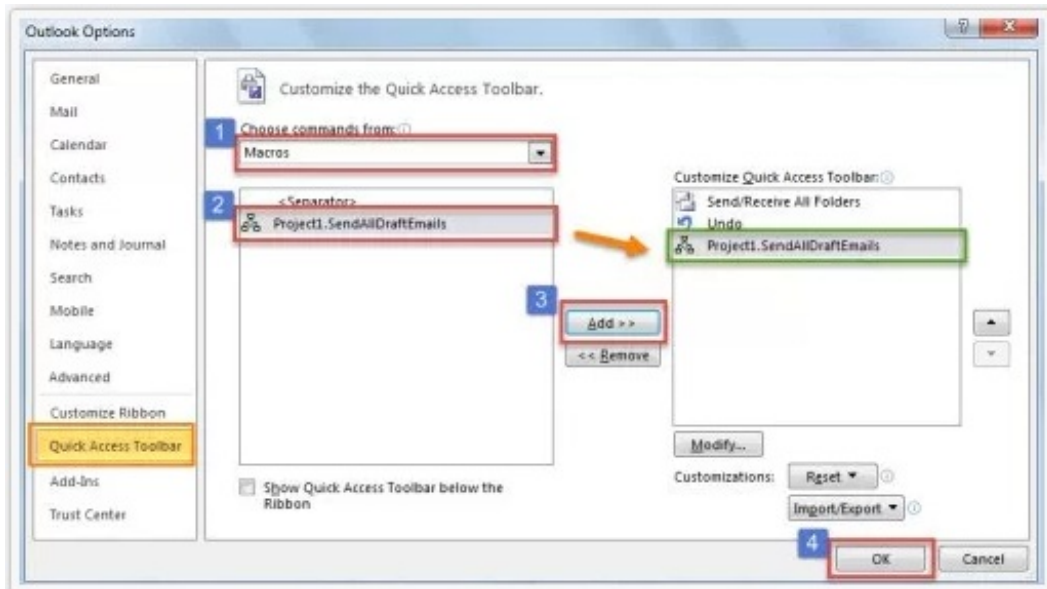 Outlook Options
General
Mail
Calendar
Contacts
Tasks
Notes and Journal
Search
Mobile
Language
Advanced
Customize Ribbon
Quick Access Toolbar
Add-Ins
Trust Center
Customize the Quick Access Toolbar.
1
Choose commands from:
Macros
2
<Separator>
Project1.SendAllDraftEmails
Show Quick Access Toolbar below the
Ribbon
3
Add >>
<< Remove
Customize Quick Access Toolbar:
Send/Receive All Folders
Undo
Project1.SendAllDraftEmails
Modify...
Customizations:
Reset
Import/Export
4
OK
Cancel